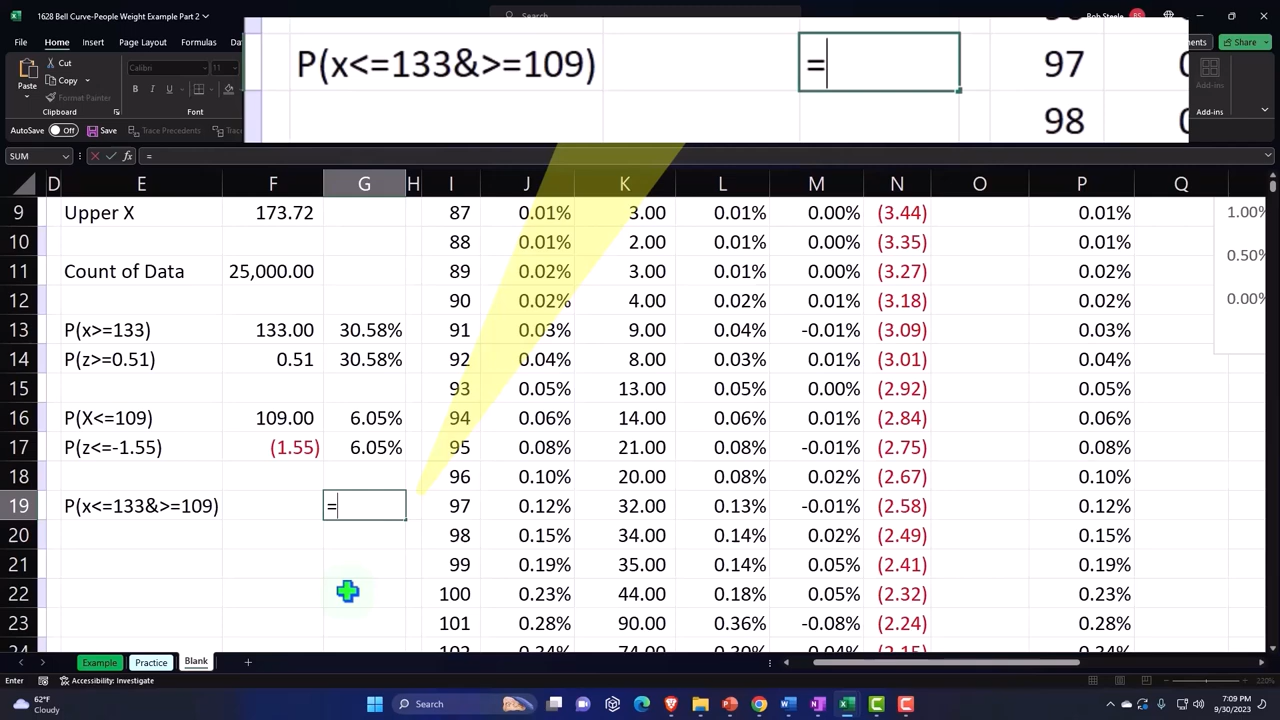 1628 Bell Curve-People Weight Example Part 2
Search
Rob Steele
RS
File Home Insert Page Layout Formulas
Share
Paste
Cut
Copy
Format Painter
Clipboard
Calibri 11
B I U
Font
Add-ins
Add-ins
P(x<=133&>=109) = 97
98
AutoSave Off Save Trace Precedents
SUM fx =
D E F G H I J K L M N O P Q
9 Upper X 173.72 87 0.01% 3.00 0.01% 0.00% (3.44) 0.01% 1.00%
10 88 0.01% 2.00 0.01% 0.00% (3.35) 0.01%
11 Count of Data 25,000.00 89 0.02% 3.00 0.01% 0.00% (3.27) 0.02% 0.50%
12 90 0.02% 4.00 0.02% 0.01% (3.18) 0.02% 0.00%
13 P(x>=133) 133.00 30.58% 91 0.03% 9.00 0.04% -0.01% (3.09) 0.03%
14 P(z>=0.51) 0.51 30.58% 92 0.04% 8.00 0.03% 0.01% (3.01) 0.04%
15 93 0.05% 13.00 0.05% 0.00% (2.92) 0.05%
16 P(X<=109) 109.00 6.05% 94 0.06% 14.00 0.06% 0.01% (2.84) 0.06%
17 P(z<=-1.55) (1.55) 6.05% 95 0.08% 21.00 0.08% -0.01% (2.75) 0.08%
18 96 0.10% 20.00 0.08% 0.02% (2.67) 0.10%
19 P(x<=133&>=109) = 97 0.12% 32.00 0.13% -0.01% (2.58) 0.12%
20 98 0.15% 34.00 0.14% 0.02% (2.49) 0.15%
21 99 0.19% 35.00 0.14% 0.05% (2.41) 0.19%
22 100 0.23% 44.00 0.18% 0.05% (2.32) 0.23%
23 101 0.28% 90.00 0.36% -0.08% (2.24) 0.28%
Example Practice Blank
Enter Accessibility: Investigate 220%
62°F
Cloudy
Search
7:09 PM
9/30/2023